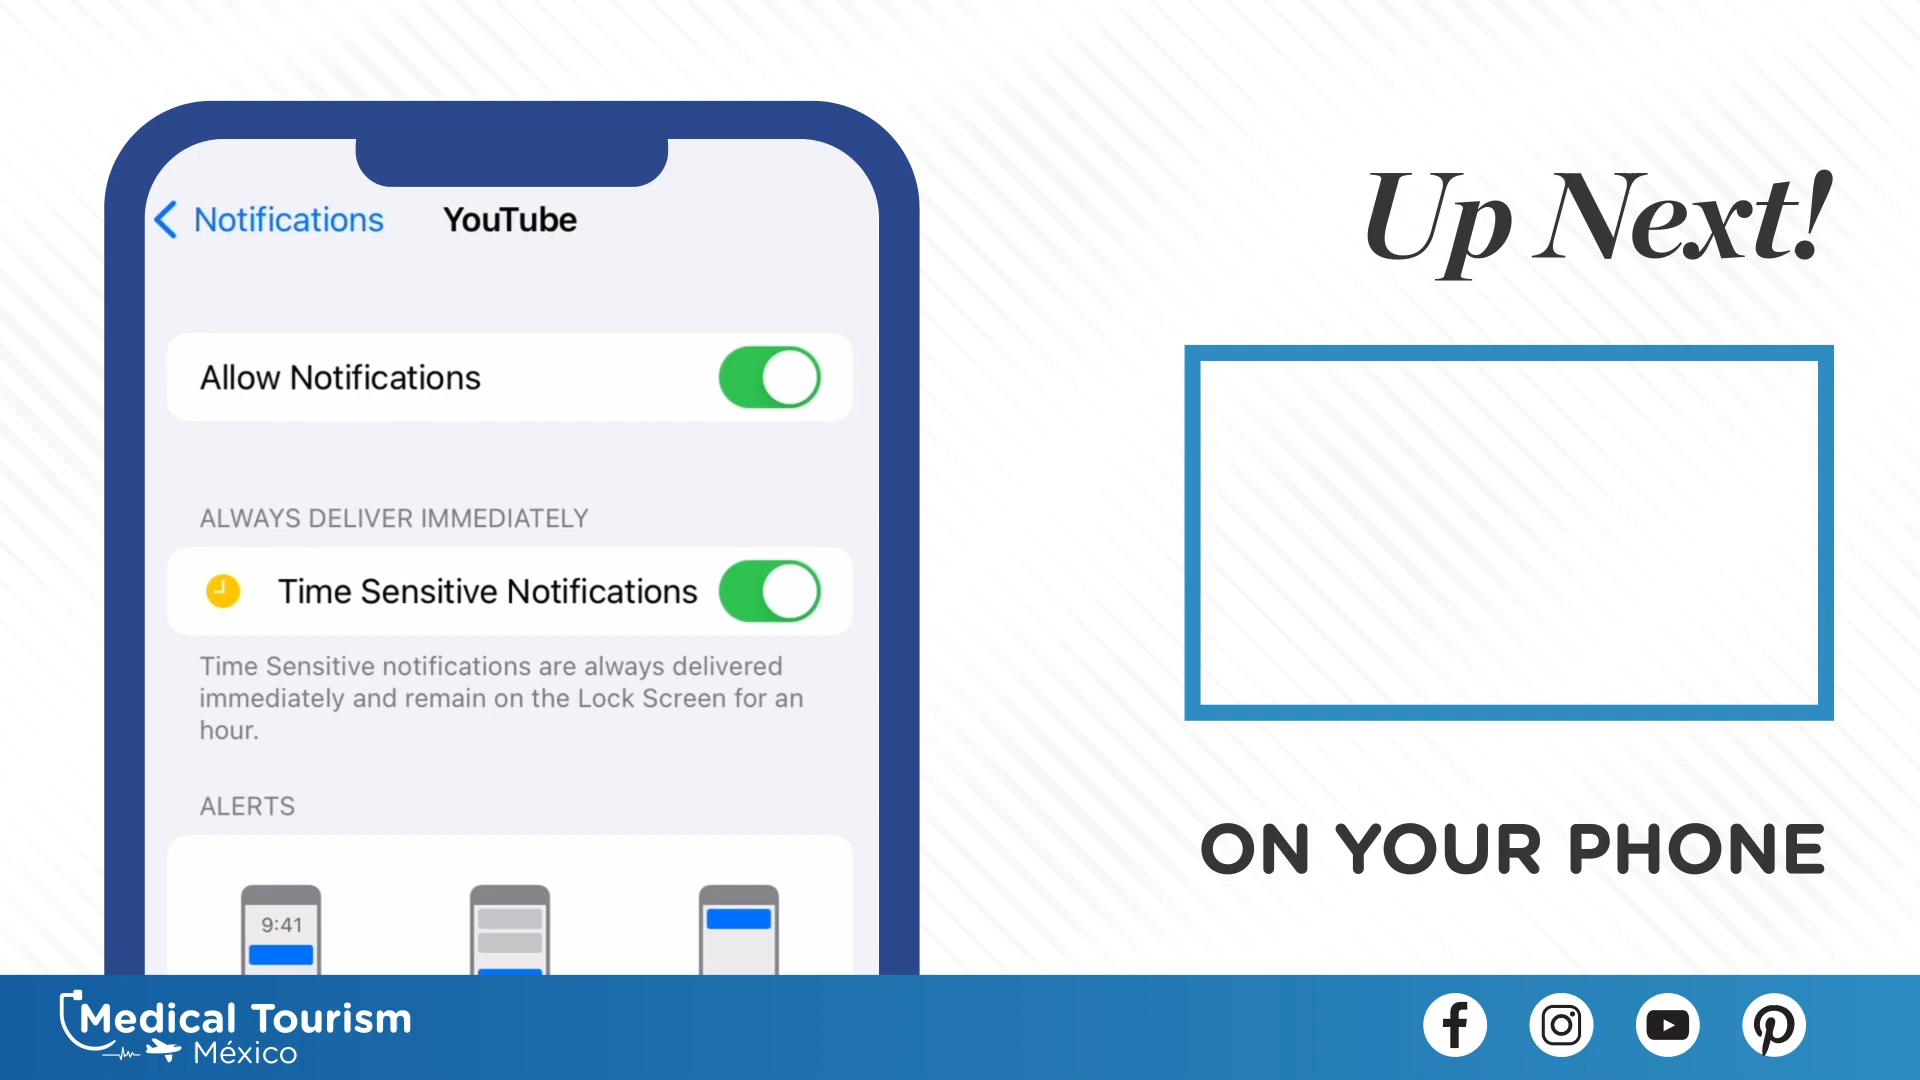 Notifications
YouTube
Allow Notifications
ALWAYS DELIVER IMMEDIATELY
Time Sensitive Notifications
Time Sensitive notifications are always delivered
immediately and remain on the Lock Screen for an
hour.
ALERTS
9:41
Up Next!
ON YOUR PHONE
Medical Tourism
México